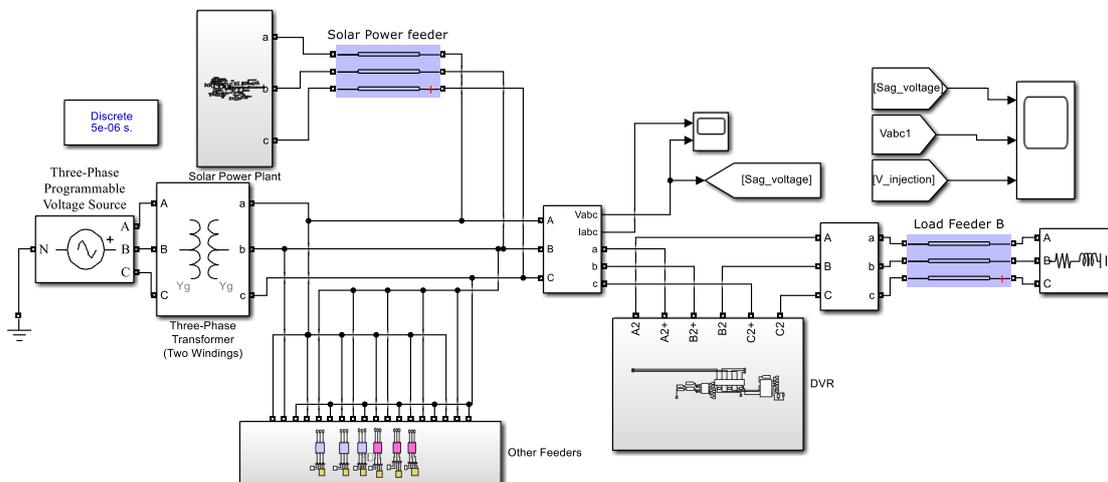 Solar Power feeder
a
b
c
Solar Power Plant
Discrete
5e-06 s.
Three-Phase
Programmable
Voltage Source
N
+
A
B
C
A
B
C
Yg
Yg
a
b
c
Three-Phase
Transformer
(Two Windings)
Other Feeders
A
B
C
Vabc
Iabc
a
b
c
[Sag_voltage]
A2
A2+
B2+
B2
C2+
C2
DVR
A
B
C
a
b
c
[Sag_voltage]
Vabc1
[V_injection]
Load Feeder B
A
B
C